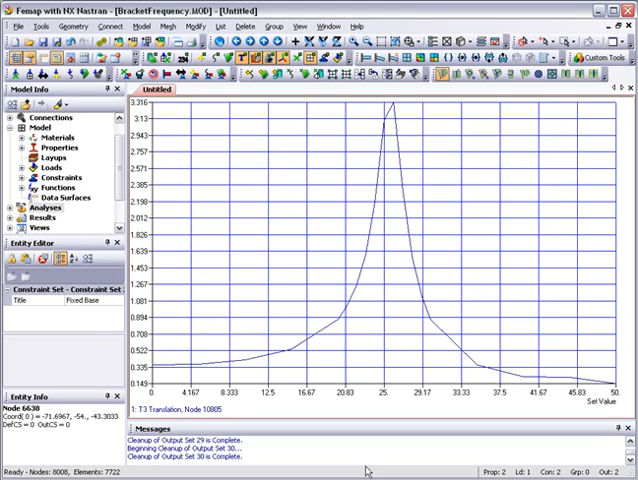 Femap with NX Nastran - [BracketFrequency.MOD] - [Untitled]
File Tools Geometry Connect Model Mesh Modify List Delete Group View Window Help
Custom Tools
Model Info
Untitled
Connections
Model
Materials
Properties
Layups
Loads
Constraints
Functions
Data Surfaces
Analyses
Results
Views
Entity Editor
Constraint Set - Constraint Set
Title Fixed Base
Entity Info
Node 6638
Coord( 0 ) = -71.6967, -54., -43.3033
DefCS = 0 OutCS = 0
3.316
3.13
2.943
2.757
2.571
2.385
2.198
2.012
1.826
1.639
1.453
1.267
1.081
0.894
0.708
0.522
0.335
0.149
0. 4.167 8.333 12.5 16.67 20.83 25. 29.17 33.33 37.5 41.67 45.83 50.
Set Value
1: T3 Translation, Node 10805
Messages
Cleanup of Output Set 29 is Complete.
Beginning Cleanup of Output Set 30...
Cleanup of Output Set 30 is Complete.
Ready - Nodes: 8008, Elements: 7722
Prop: 2 Ld: 1 Con: 2 Grp: 0 Out: 2